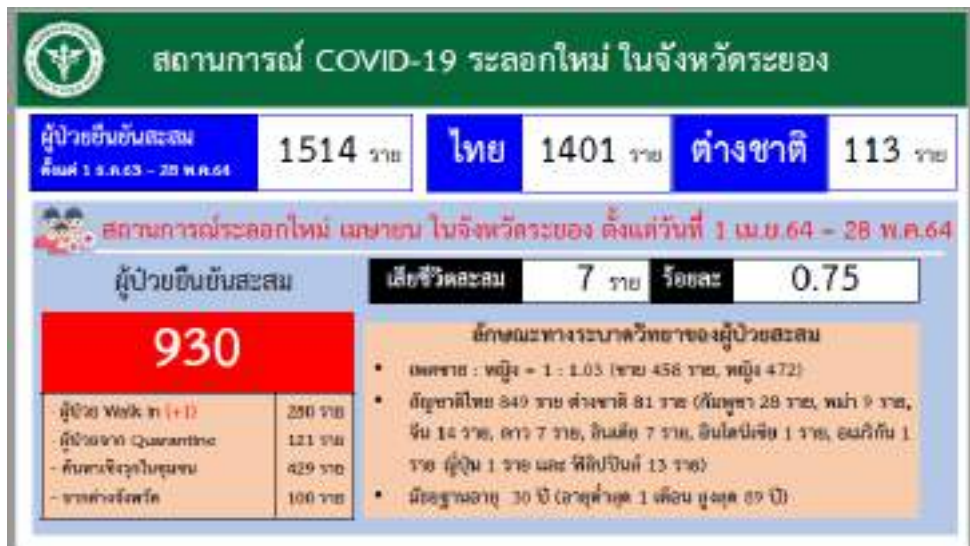 สถานการณ์ COVID-19 ระลอกใหม่ ในจังหวัดระยอง
ผู้ป่วยยืนยันสะสม
ตั้งแต่ 1 ธ.ค.63 - 28 พ.ค.64
1514 ราย
ไทย
1401 ราย
ต่างชาติ
113 ราย
สถานการณ์ระลอกใหม่ เมษายน ในจังหวัดระยอง ตั้งแต่วันที่ 1 เม.ย.64 - 28 พ.ค.64
ผู้ป่วยยืนยันสะสม
930
เสียชีวิตสะสม
7 ราย
ร้อยละ
0.75
- ผู้ป่วย Walk in (+1) 280 ราย
- ผู้ป่วยจาก Quarantine 121 ราย
- ค้นหาเชิงรุกในชุมชน 429 ราย
- จากต่างจังหวัด 100 ราย
ลักษณะทางระบาดวิทยาของผู้ป่วยสะสม
• เพศชาย : หญิง = 1 : 1.03 (ชาย 458 ราย, หญิง 472)
• สัญชาติไทย 849 ราย ต่างชาติ 81 ราย (กัมพูชา 28 ราย, พม่า 9 ราย,
จีน 14 ราย, ลาว 7 ราย, อินเดีย 7 ราย, อินโดนีเซีย 1 ราย, อเมริกัน 1
ราย ญี่ปุ่น 1 ราย และ ฟิลิปปินส์ 13 ราย)
• มัธยฐานอายุ 30 ปี (อายุต่ำสุด 1 เดือน สูงสุด 89 ปี)